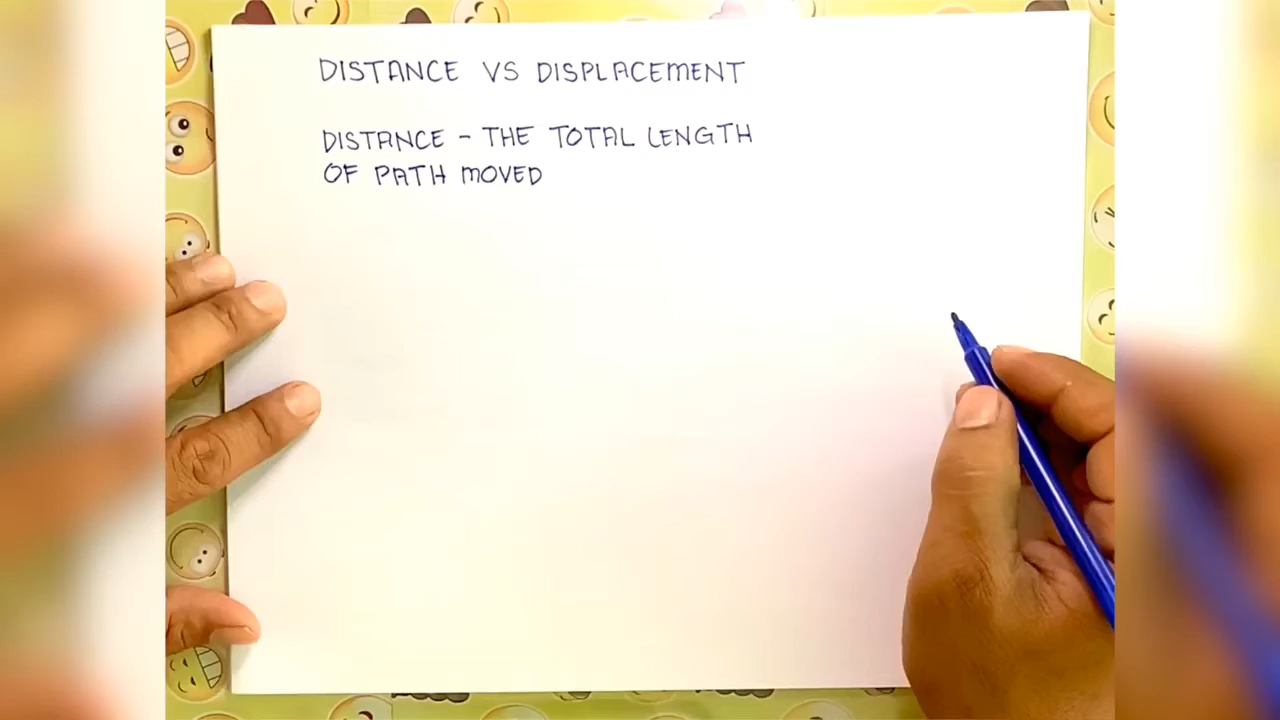 DISTANCE VS DISPLACEMENT
DISTANCE - THE TOTAL LENGTH
OF PATH MOVED